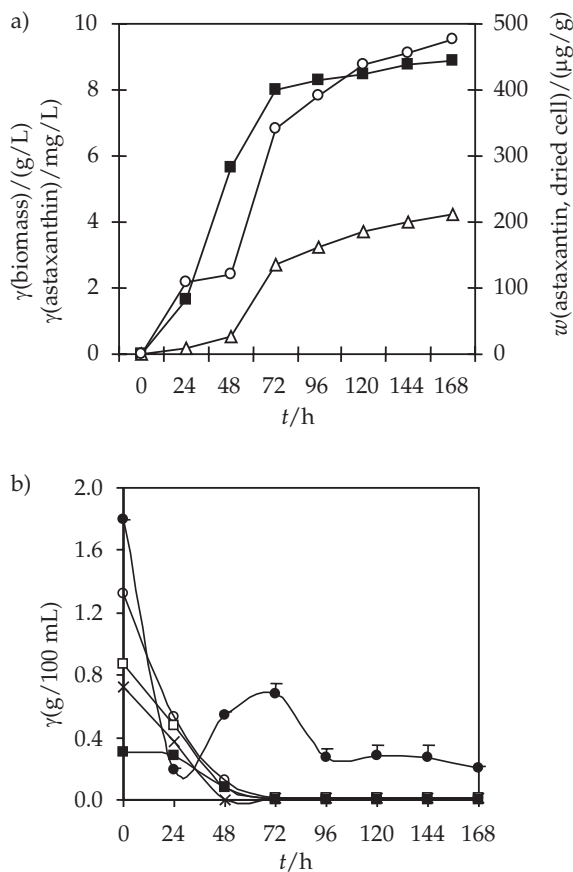 a)
10
8
6
4
2
0
γ(biomass)/(g/L)
γ(astaxanthin)/mg/L)
500
400
300
200
100
0
w(astaxantin, dried cell)/(μg/g)
0 24 48 72 96 120 144 168
t/h
b)
2.0
1.6
1.2
0.8
0.4
0.0
γ(g/100 mL)
0 24 48 72 96 120 144 168
t/h